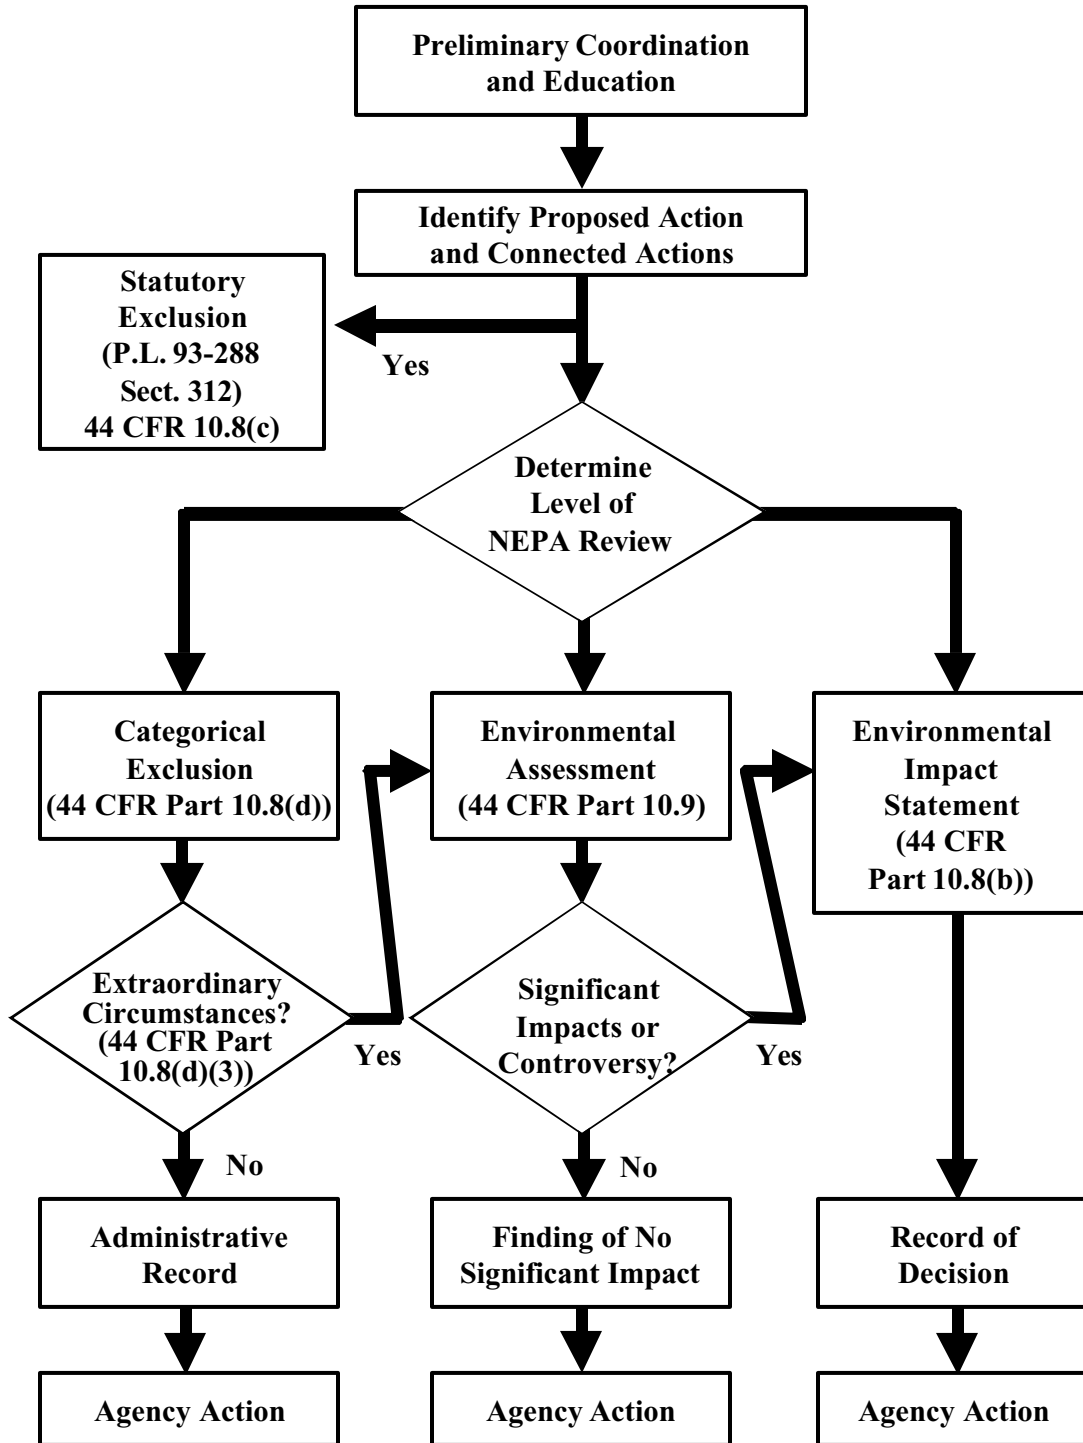 Preliminary Coordination
and Education
Identify Proposed Action
and Connected Actions
Statutory
Exclusion
(P.L. 93-288
Sect. 312)
44 CFR 10.8(c)
Yes
Determine
Level of
NEPA Review
Categorical
Exclusion
(44 CFR Part 10.8(d))
Environmental
Assessment
(44 CFR Part 10.9)
Environmental
Impact
Statement
(44 CFR
Part 10.8(b))
Extraordinary
Circumstances?
(44 CFR Part
10.8(d)(3))
Yes
Significant
Impacts or
Controversy?
Yes
No
No
Administrative
Record
Finding of No
Significant Impact
Record of
Decision
Agency Action
Agency Action
Agency Action